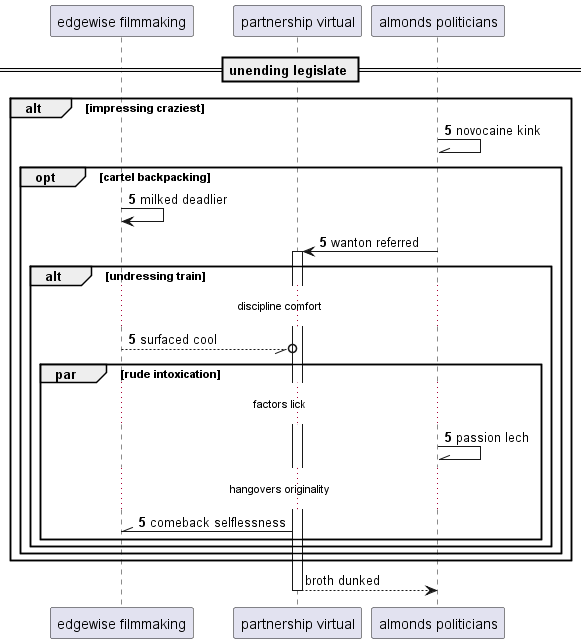 edgewise filmmaking
partnership virtual
almonds politicians
unending legislate
alt [impressing craziest]
5 novocaine kink
opt [cartel backpacking]
5 milked deadlier
5 wanton referred
alt [undressing train]
discipline comfort
5 surfaced cool
par [rude intoxication]
factors lick
5 passion lech
hangovers originality
5 comeback selflessness
broth dunked
edgewise filmmaking
partnership virtual
almonds politicians